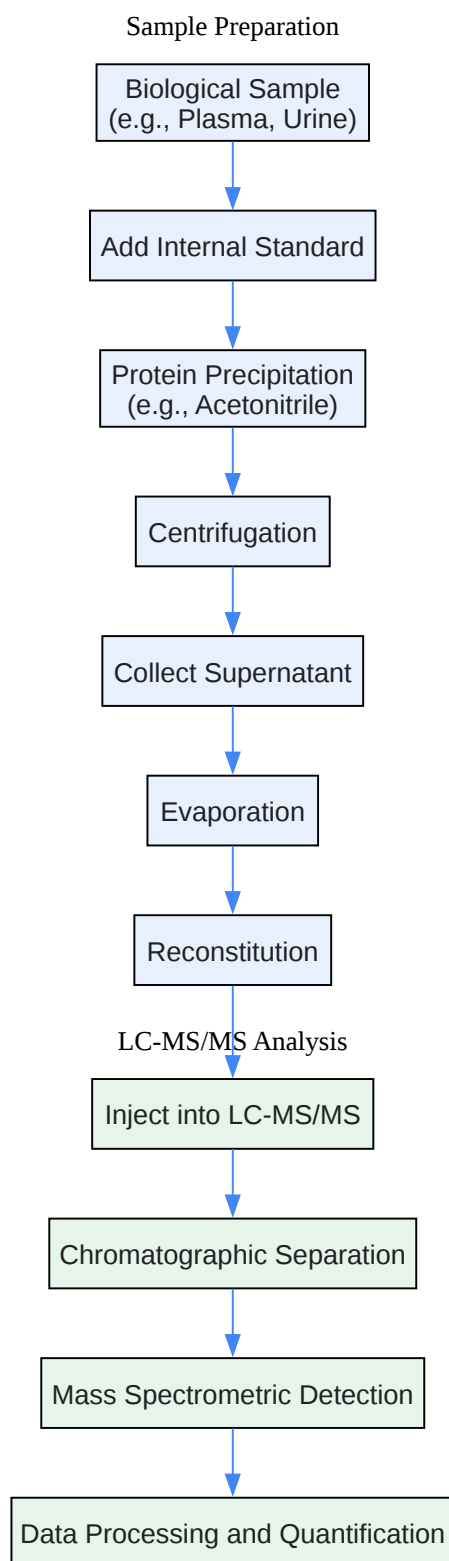 Sample Preparation
Biological Sample
(e.g., Plasma, Urine)
Add Internal Standard
Protein Precipitation
(e.g., Acetonitrile)
Centrifugation
Collect Supernatant
Evaporation
Reconstitution
LC-MS/MS Analysis
Inject into LC-MS/MS
Chromatographic Separation
Mass Spectrometric Detection
Data Processing and Quantification